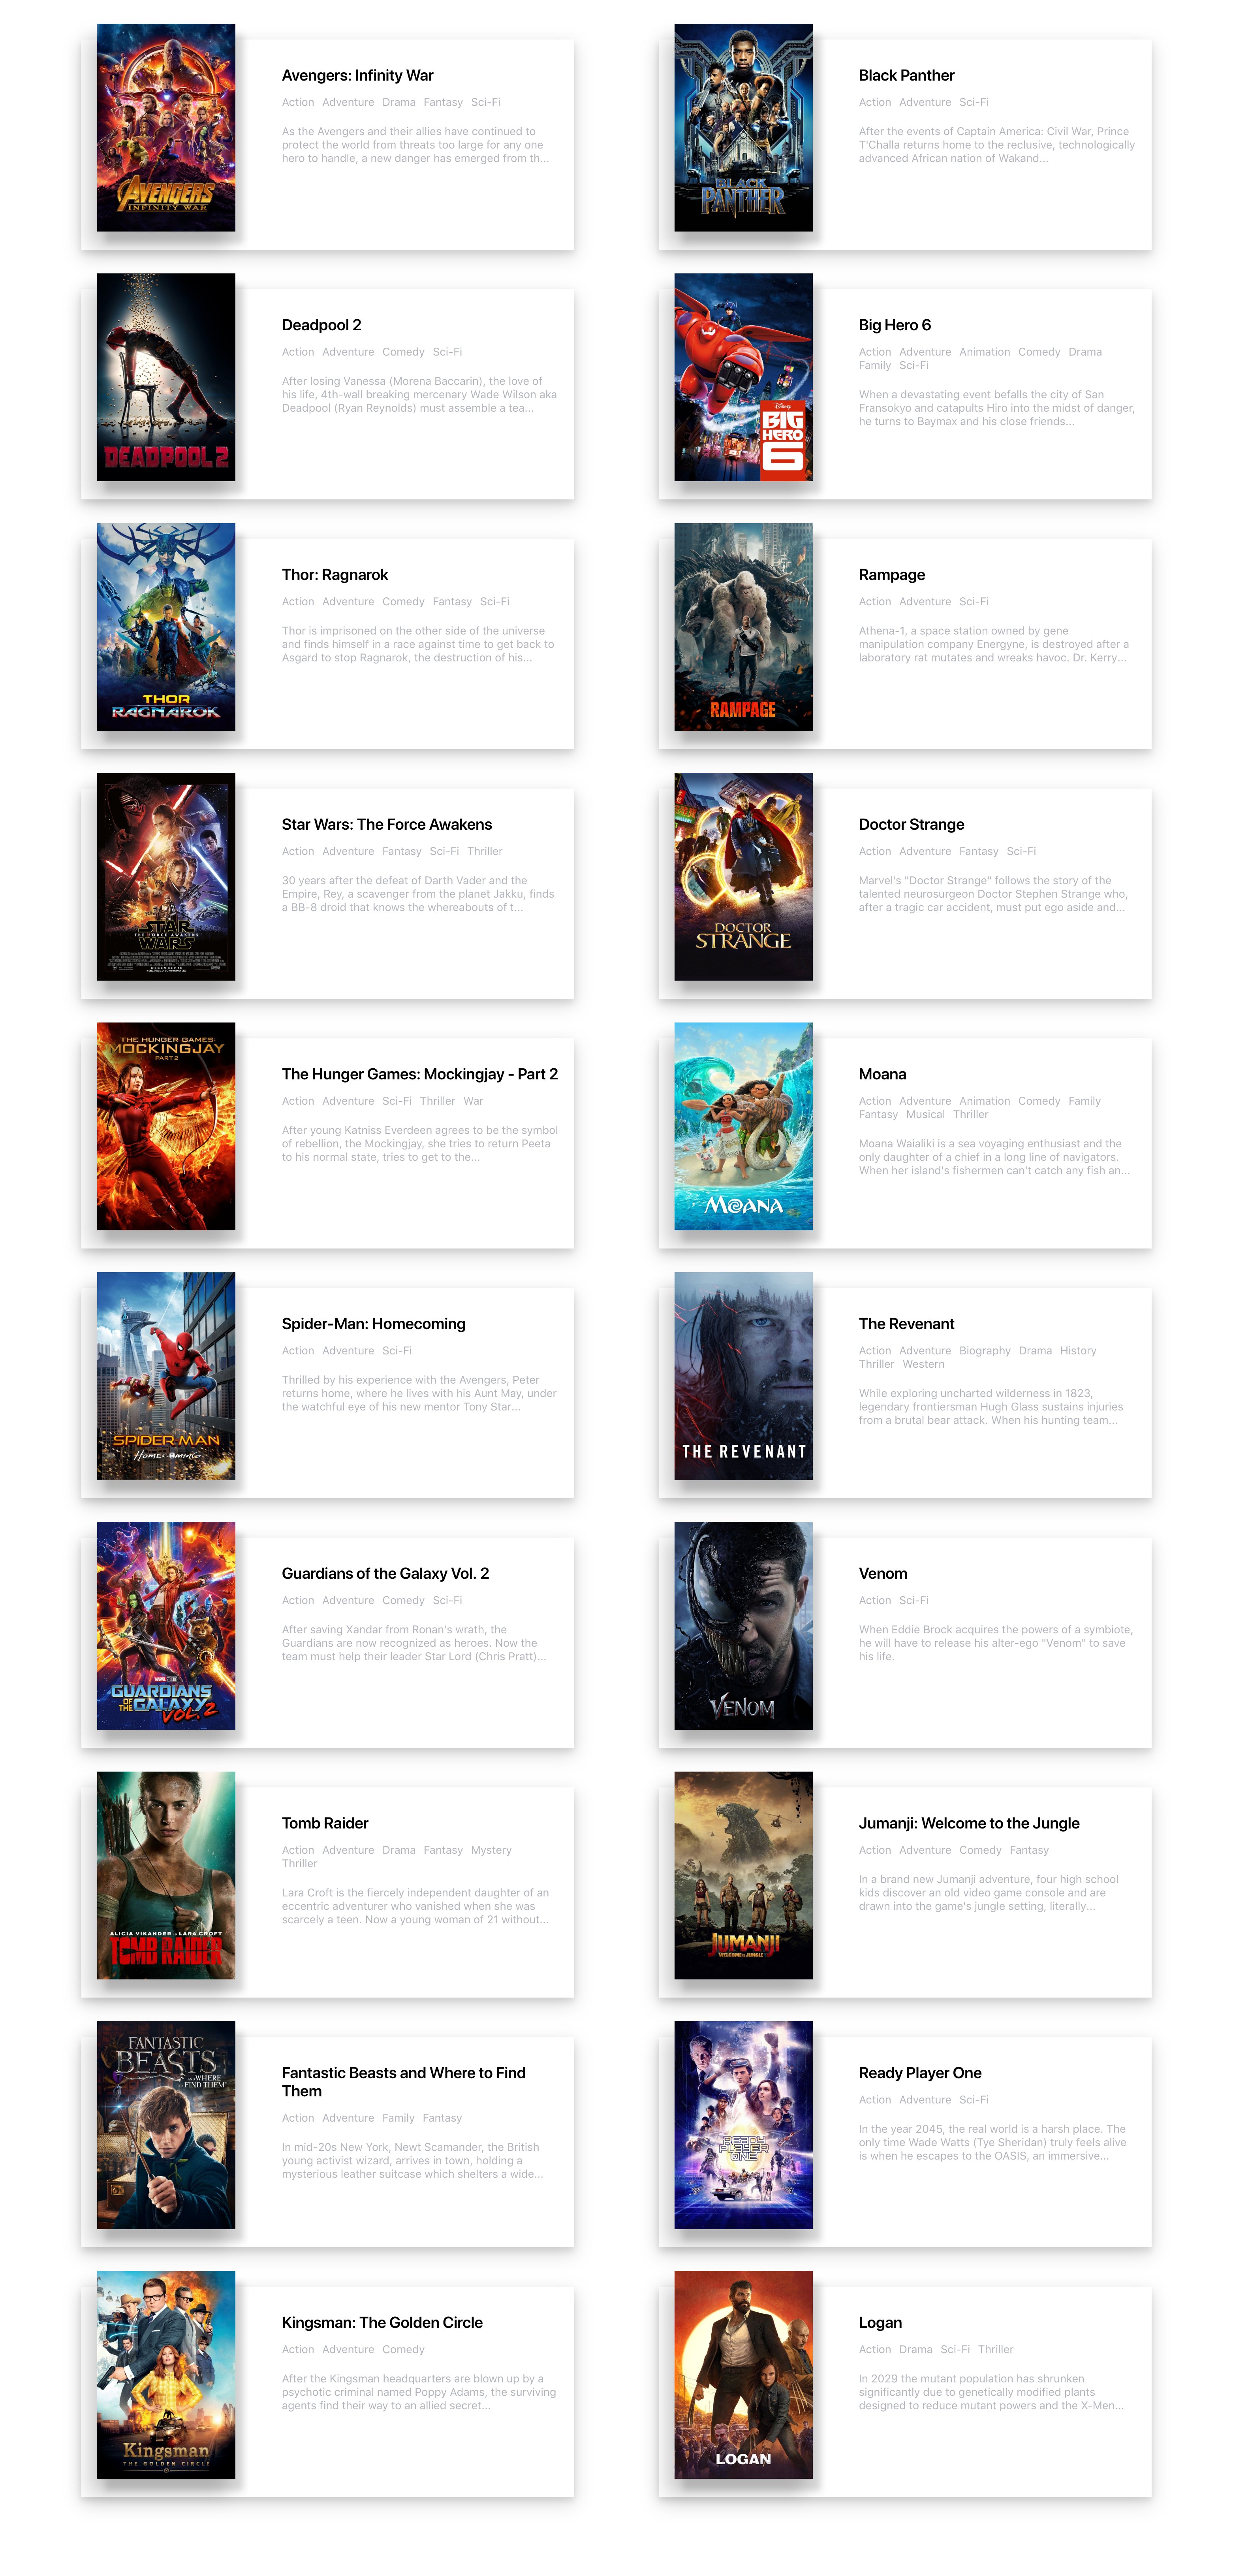 AVENGERS
INFINITY WAR
Avengers: Infinity War
Action Adventure Drama Fantasy Sci-Fi
As the Avengers and their allies have continued to
protect the world from threats too large for any one
hero to handle, a new danger has emerged from th...
BLACK
PANTHER
Black Panther
Action Adventure Sci-Fi
After the events of Captain America: Civil War, Prince
T'Challa returns home to the reclusive, technologically
advanced African nation of Wakand...
DEADPOOL 2
Deadpool 2
Action Adventure Comedy Sci-Fi
After losing Vanessa (Morena Baccarin), the love of
his life, 4th-wall breaking mercenary Wade Wilson aka
Deadpool (Ryan Reynolds) must assemble a tea...
Disney
BIG
HERO
6
Big Hero 6
Action Adventure Animation Comedy Drama
Family Sci-Fi
When a devastating event befalls the city of San
Fransokyo and catapults Hiro into the midst of danger,
he turns to Baymax and his close friends...
THOR
RAGNAROK
Thor: Ragnarok
Action Adventure Comedy Fantasy Sci-Fi
Thor is imprisoned on the other side of the universe
and finds himself in a race against time to get back to
Asgard to stop Ragnarok, the destruction of his...
RAMPAGE
Rampage
Action Adventure Sci-Fi
Athena-1, a space station owned by gene
manipulation company Energyne, is destroyed after a
laboratory rat mutates and wreaks havoc. Dr. Kerry...
STAR
THE FORCE AWAKENS
WARS
DECEMBER 18
Star Wars: The Force Awakens
Action Adventure Fantasy Sci-Fi Thriller
30 years after the defeat of Darth Vader and the
Empire, Rey, a scavenger from the planet Jakku, finds
a BB-8 droid that knows the whereabouts of t...
DOCTOR
STRANGE
Doctor Strange
Action Adventure Fantasy Sci-Fi
Marvel's "Doctor Strange" follows the story of the
talented neurosurgeon Doctor Stephen Strange who,
after a tragic car accident, must put ego aside and...
THE HUNGER GAMES:
MOCKINGJAY
PART 2
The Hunger Games: Mockingjay - Part 2
Action Adventure Sci-Fi Thriller War
After young Katniss Everdeen agrees to be the symbol
of rebellion, the Mockingjay, she tries to return Peeta
to his normal state, tries to get to the...
MOANA
Moana
Action Adventure Animation Comedy Family
Fantasy Musical Thriller
Moana Waialiki is a sea voyaging enthusiast and the
only daughter of a chief in a long line of navigators.
When her island's fishermen can't catch any fish an...
SPIDER-MAN
HOMECOMING
Spider-Man: Homecoming
Action Adventure Sci-Fi
Thrilled by his experience with the Avengers, Peter
returns home, where he lives with his Aunt May, under
the watchful eye of his new mentor Tony Star...
THE REVENANT
The Revenant
Action Adventure Biography Drama History
Thriller Western
While exploring uncharted wilderness in 1823,
legendary frontiersman Hugh Glass sustains injuries
from a brutal bear attack. When his hunting team...
MARVEL STUDIOS
GUARDIANS
OF THE GALAXY
VOL. 2
Guardians of the Galaxy Vol. 2
Action Adventure Comedy Sci-Fi
After saving Xandar from Ronan's wrath, the
Guardians are now recognized as heroes. Now the
team must help their leader Star Lord (Chris Pratt)...
VENOM
Venom
Action Sci-Fi
When Eddie Brock acquires the powers of a symbiote,
he will have to release his alter-ego "Venom" to save
his life.
ALICIA VIKANDER IS LARA CROFT
TOMB RAIDER
Tomb Raider
Action Adventure Drama Fantasy Mystery
Thriller
Lara Croft is the fiercely independent daughter of an
eccentric adventurer who vanished when she was
scarcely a teen. Now a young woman of 21 without...
JUMANJI
WELCOME TO THE JUNGLE
Jumanji: Welcome to the Jungle
Action Adventure Comedy Fantasy
In a brand new Jumanji adventure, four high school
kids discover an old video game console and are
drawn into the game's jungle setting, literally...
FANTASTIC
BEASTS
AND WHERE
TO FIND THEM
Fantastic Beasts and Where to Find
Them
Action Adventure Family Fantasy
In mid-20s New York, Newt Scamander, the British
young activist wizard, arrives in town, holding a
mysterious leather suitcase which shelters a wide...
READY
PLAYER
ONE
Ready Player One
Action Adventure Sci-Fi
In the year 2045, the real world is a harsh place. The
only time Wade Watts (Tye Sheridan) truly feels alive
is when he escapes to the OASIS, an immersive...
Kingsman
THE GOLDEN CIRCLE
Kingsman: The Golden Circle
Action Adventure Comedy
After the Kingsman headquarters are blown up by a
psychotic criminal named Poppy Adams, the surviving
agents find their way to an allied secret...
LOGAN
Logan
Action Drama Sci-Fi Thriller
In 2029 the mutant population has shrunken
significantly due to genetically modified plants
designed to reduce mutant powers and the X-Men...